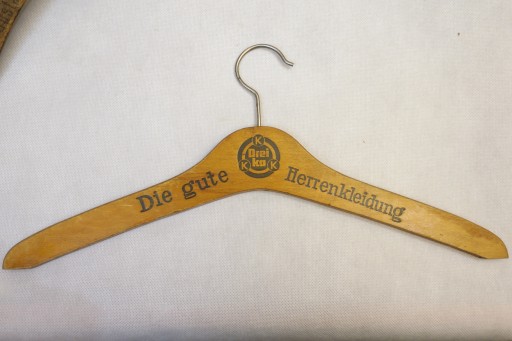 Die gute
K
Drei
ka
K K
Herrenkleidung